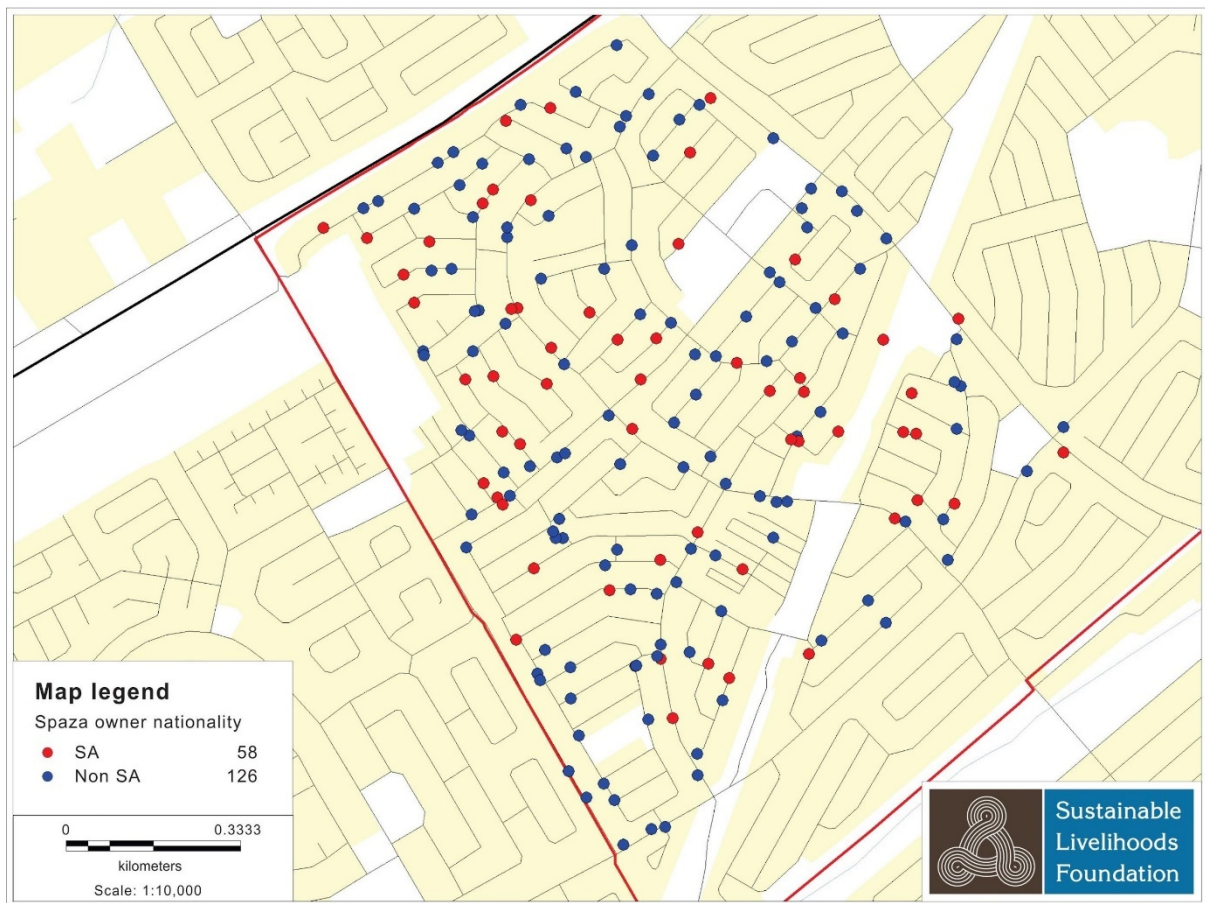 Map legend
Spaza owner nationality
SA 58
Non SA 126
0 0.3333
kilometers
Scale: 1:10,000
Sustainable
Livelihoods
Foundation